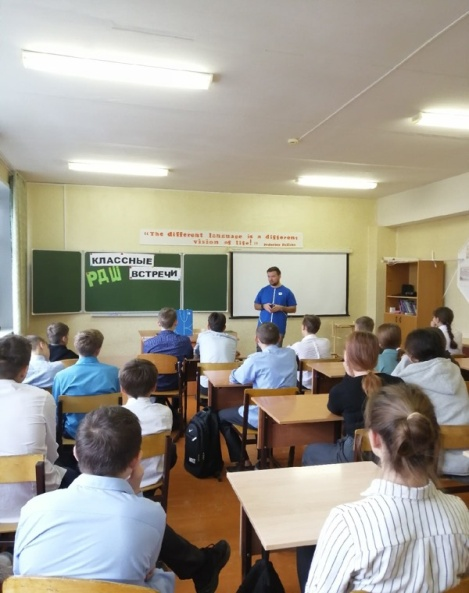 «The different language is a different
vision of life!»
КЛАССНЫЕ
РДШ ВСТРЕЧИ